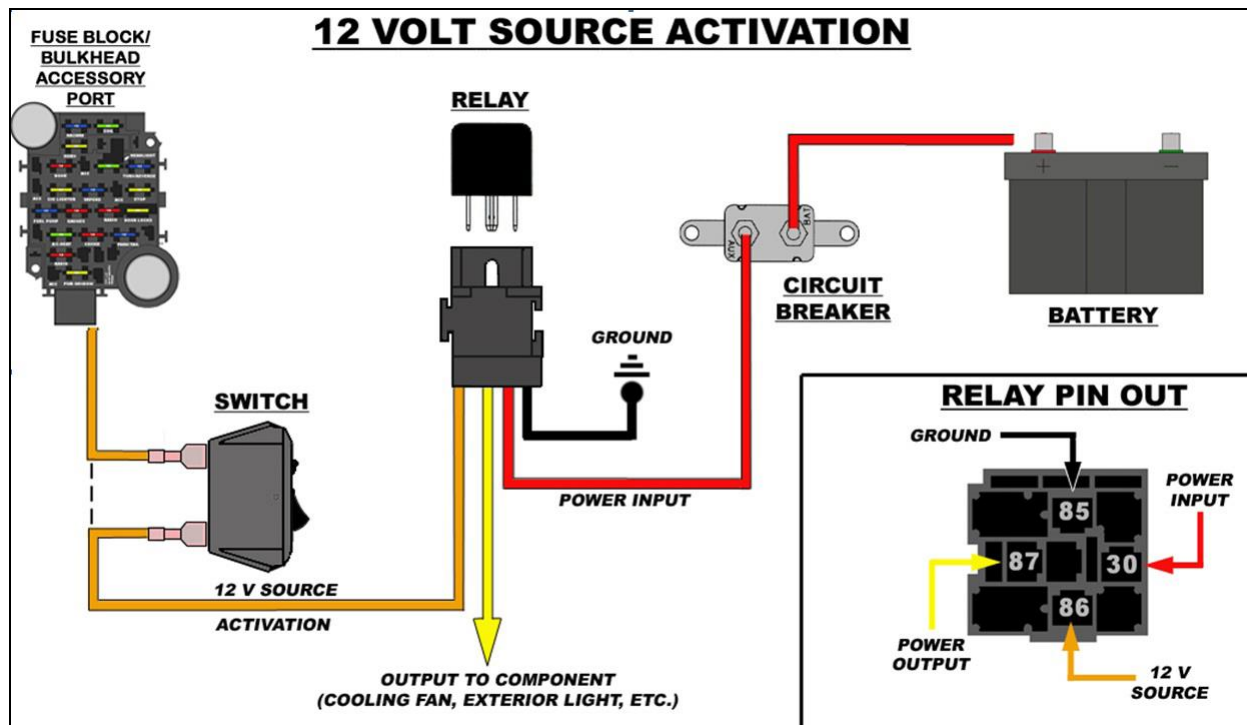 12 VOLT SOURCE ACTIVATION
FUSE BLOCK/
BULKHEAD
ACCESSORY
PORT
RELAY
+
−
BAT
AUX
CIRCUIT
BREAKER
BATTERY
GROUND
SWITCH
POWER INPUT
12 V SOURCE
ACTIVATION
OUTPUT TO COMPONENT
(COOLING FAN, EXTERIOR LIGHT, ETC.)
RELAY PIN OUT
GROUND
POWER
INPUT
85
87
30
86
POWER
OUTPUT
12 V
SOURCE